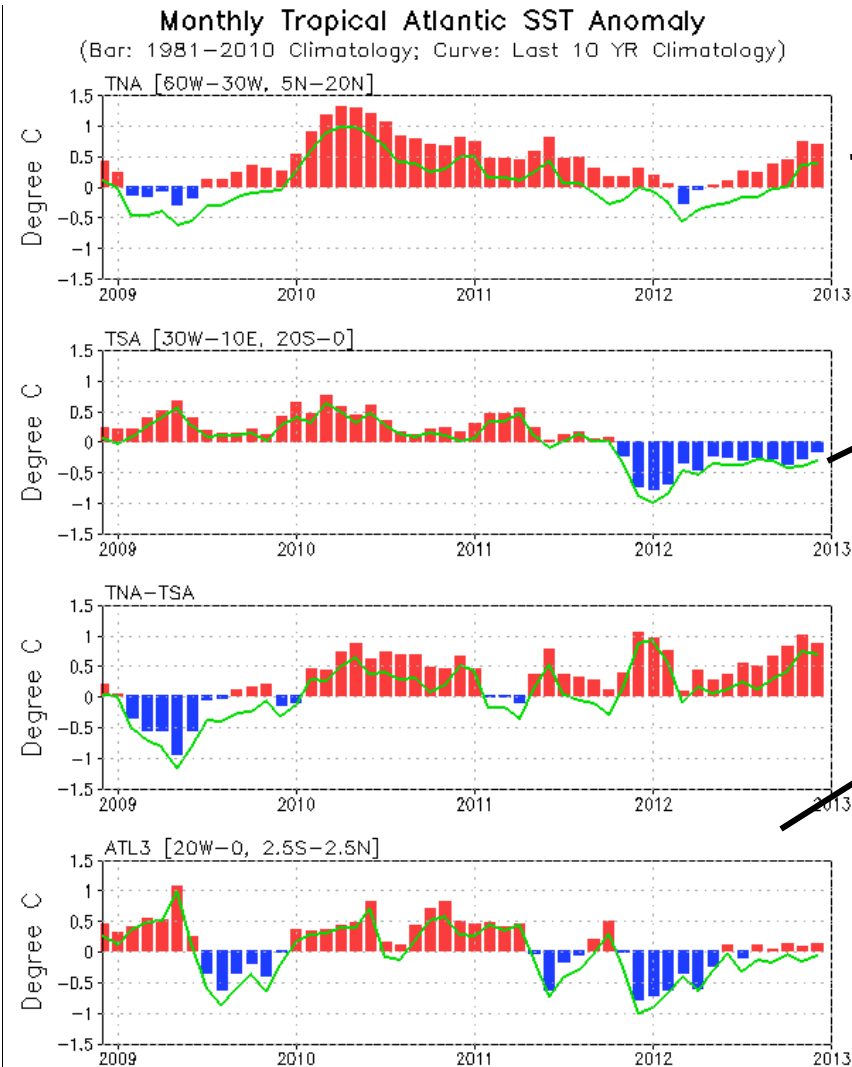 Monthly Tropical Atlantic SST Anomaly
(Bar: 1981−2010 Climatology; Curve: Last 10 YR Climatology)
TNA [60W−30W, 5N−20N]
Degree C
1.5
1
0.5
0
−0.5
−1
−1.5
2009 2010 2011 2012 2013
TSA [30W−10E, 20S−0]
Degree C
1.5
1
0.5
0
−0.5
−1
−1.5
2009 2010 2011 2012 2013
TNA−TSA
Degree C
1.5
1
0.5
0
−0.5
−1
−1.5
2009 2010 2011 2012 2013
ATL3 [20W−0, 2.5S−2.5N]
Degree C
1.5
1
0.5
0
−0.5
−1
−1.5
2009 2010 2011 2012 2013